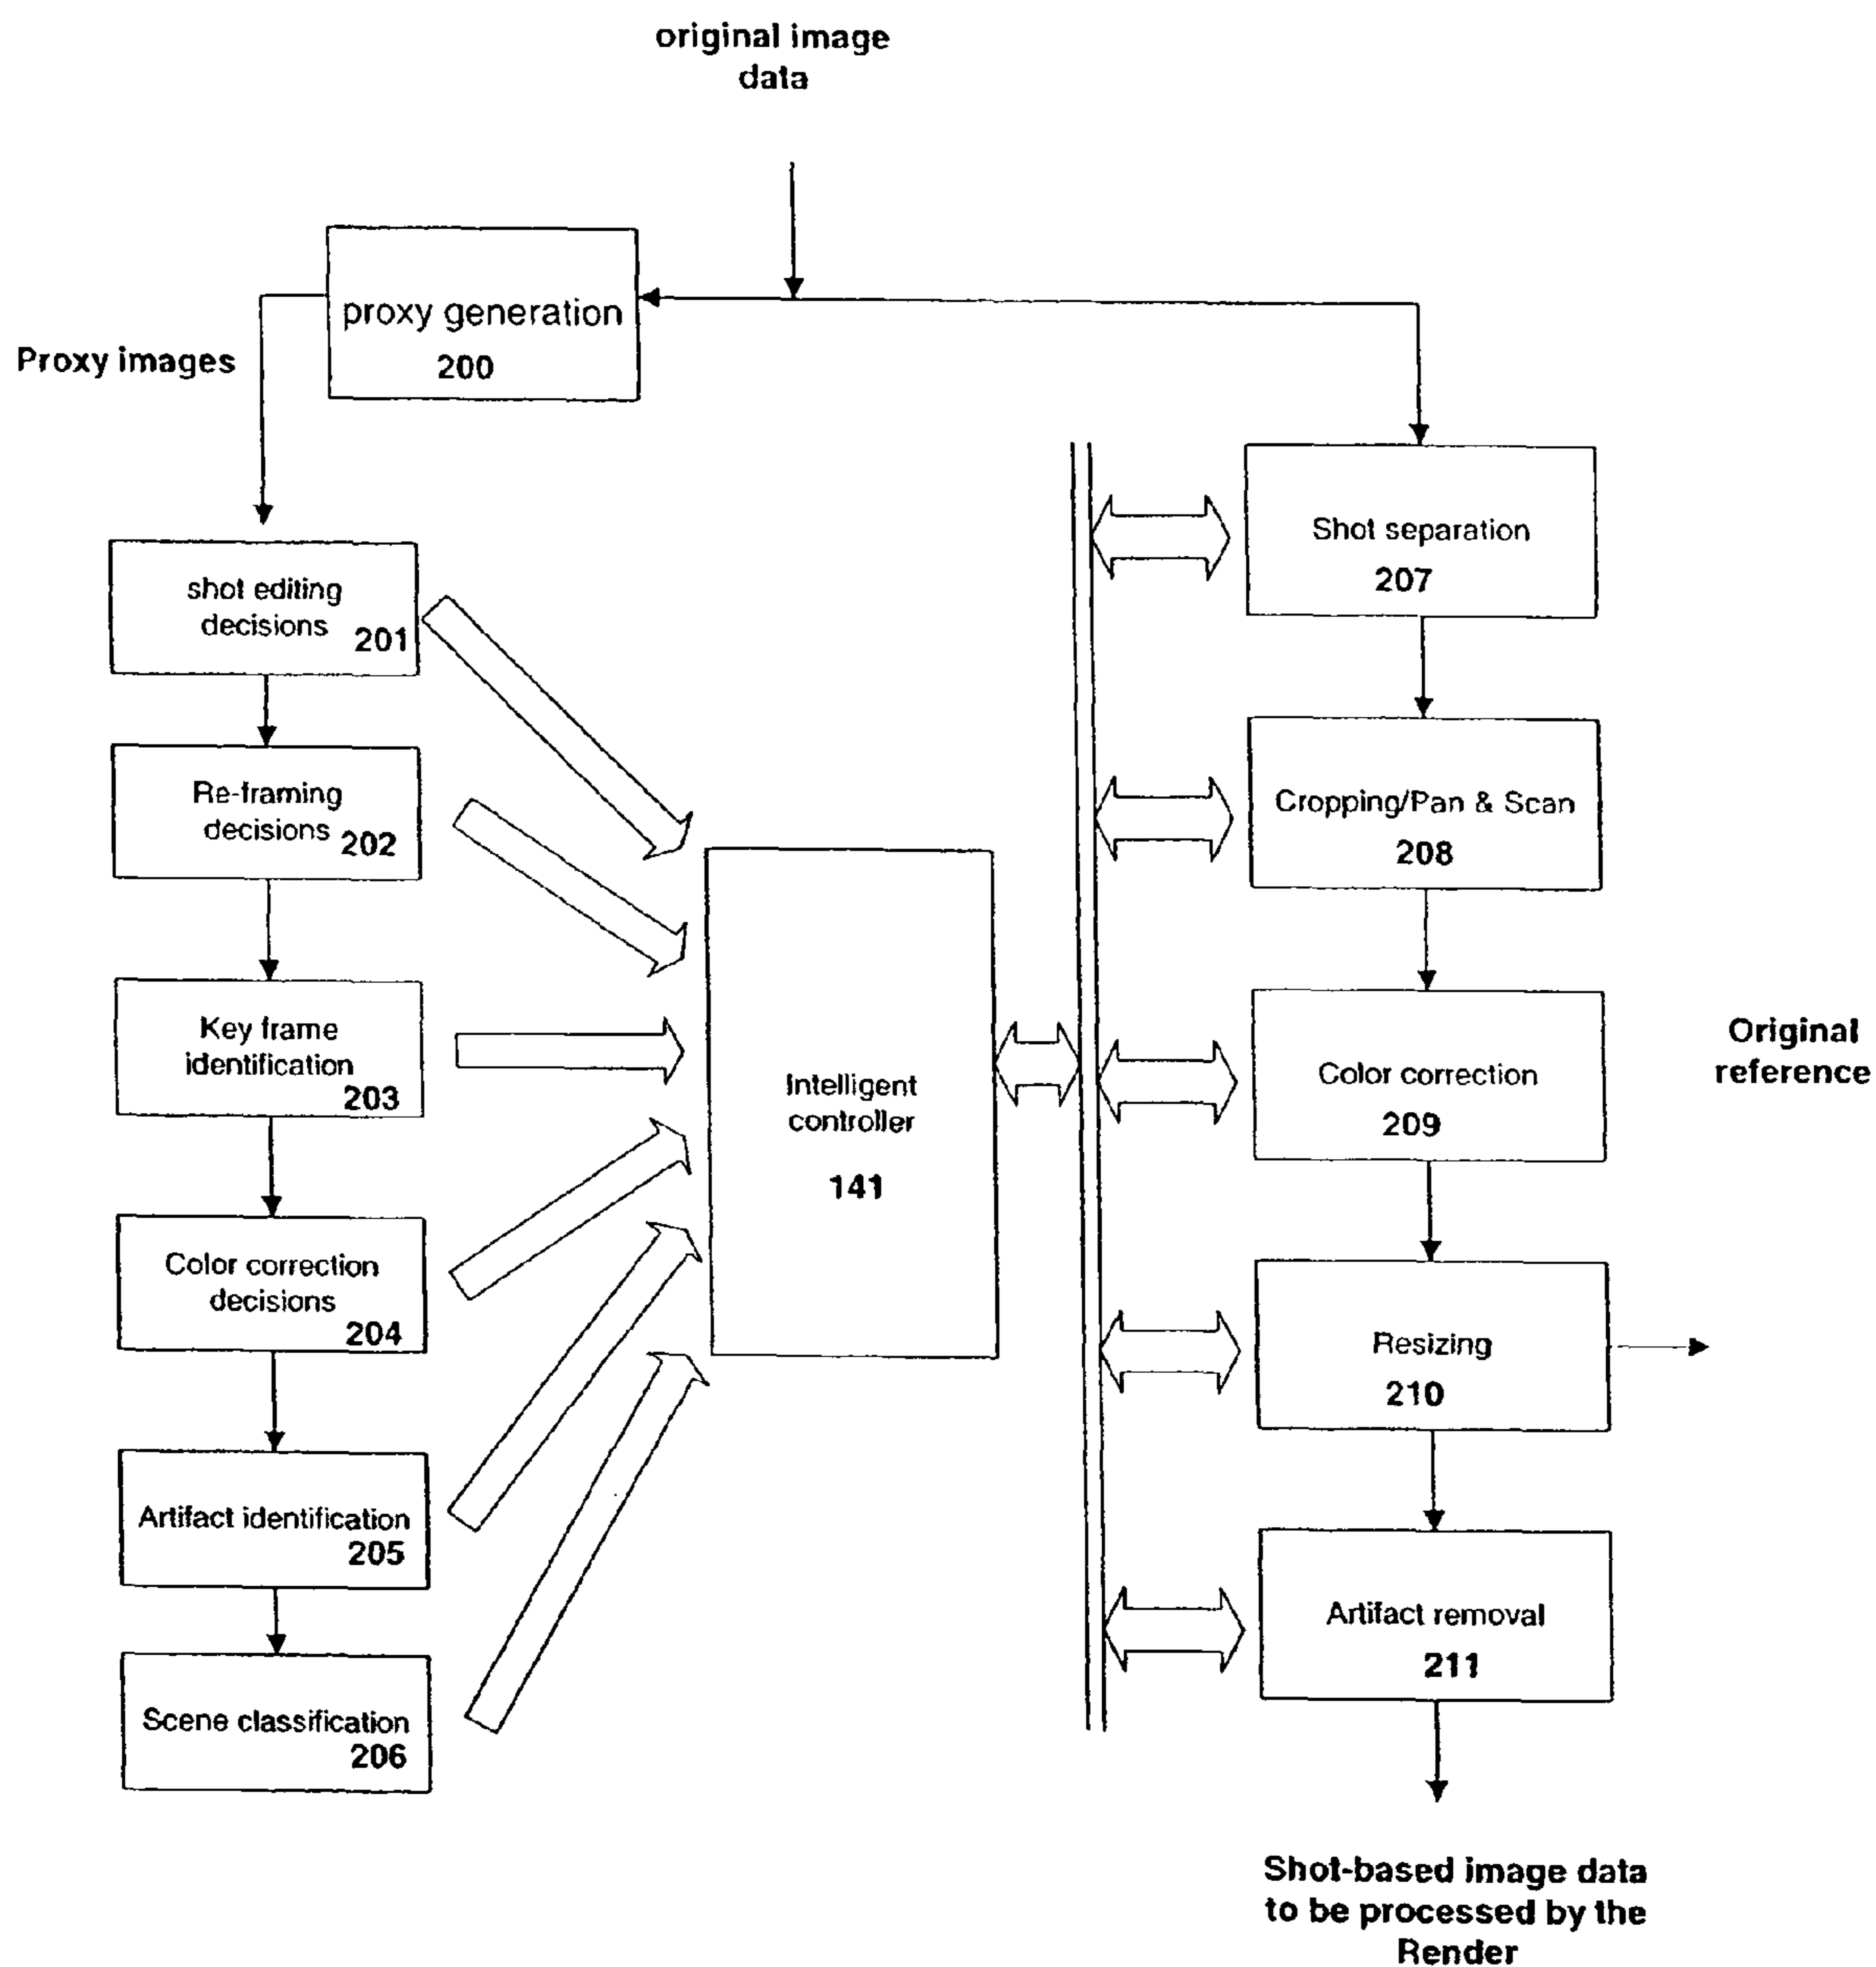 original image
data
proxy generation
200
Proxy images
shot editing
decisions 201
Re-framing
decisions 202
Key frame
identification
203
Color correction
decisions
204
Artifact identification
205
Scene classification
206
Intelligent
controller
141
Shot separation
207
Cropping/Pan & Scan
208
Color correction
209
Original
reference
Resizing
210
Artifact removal
211
Shot-based image data
to be processed by the
Render